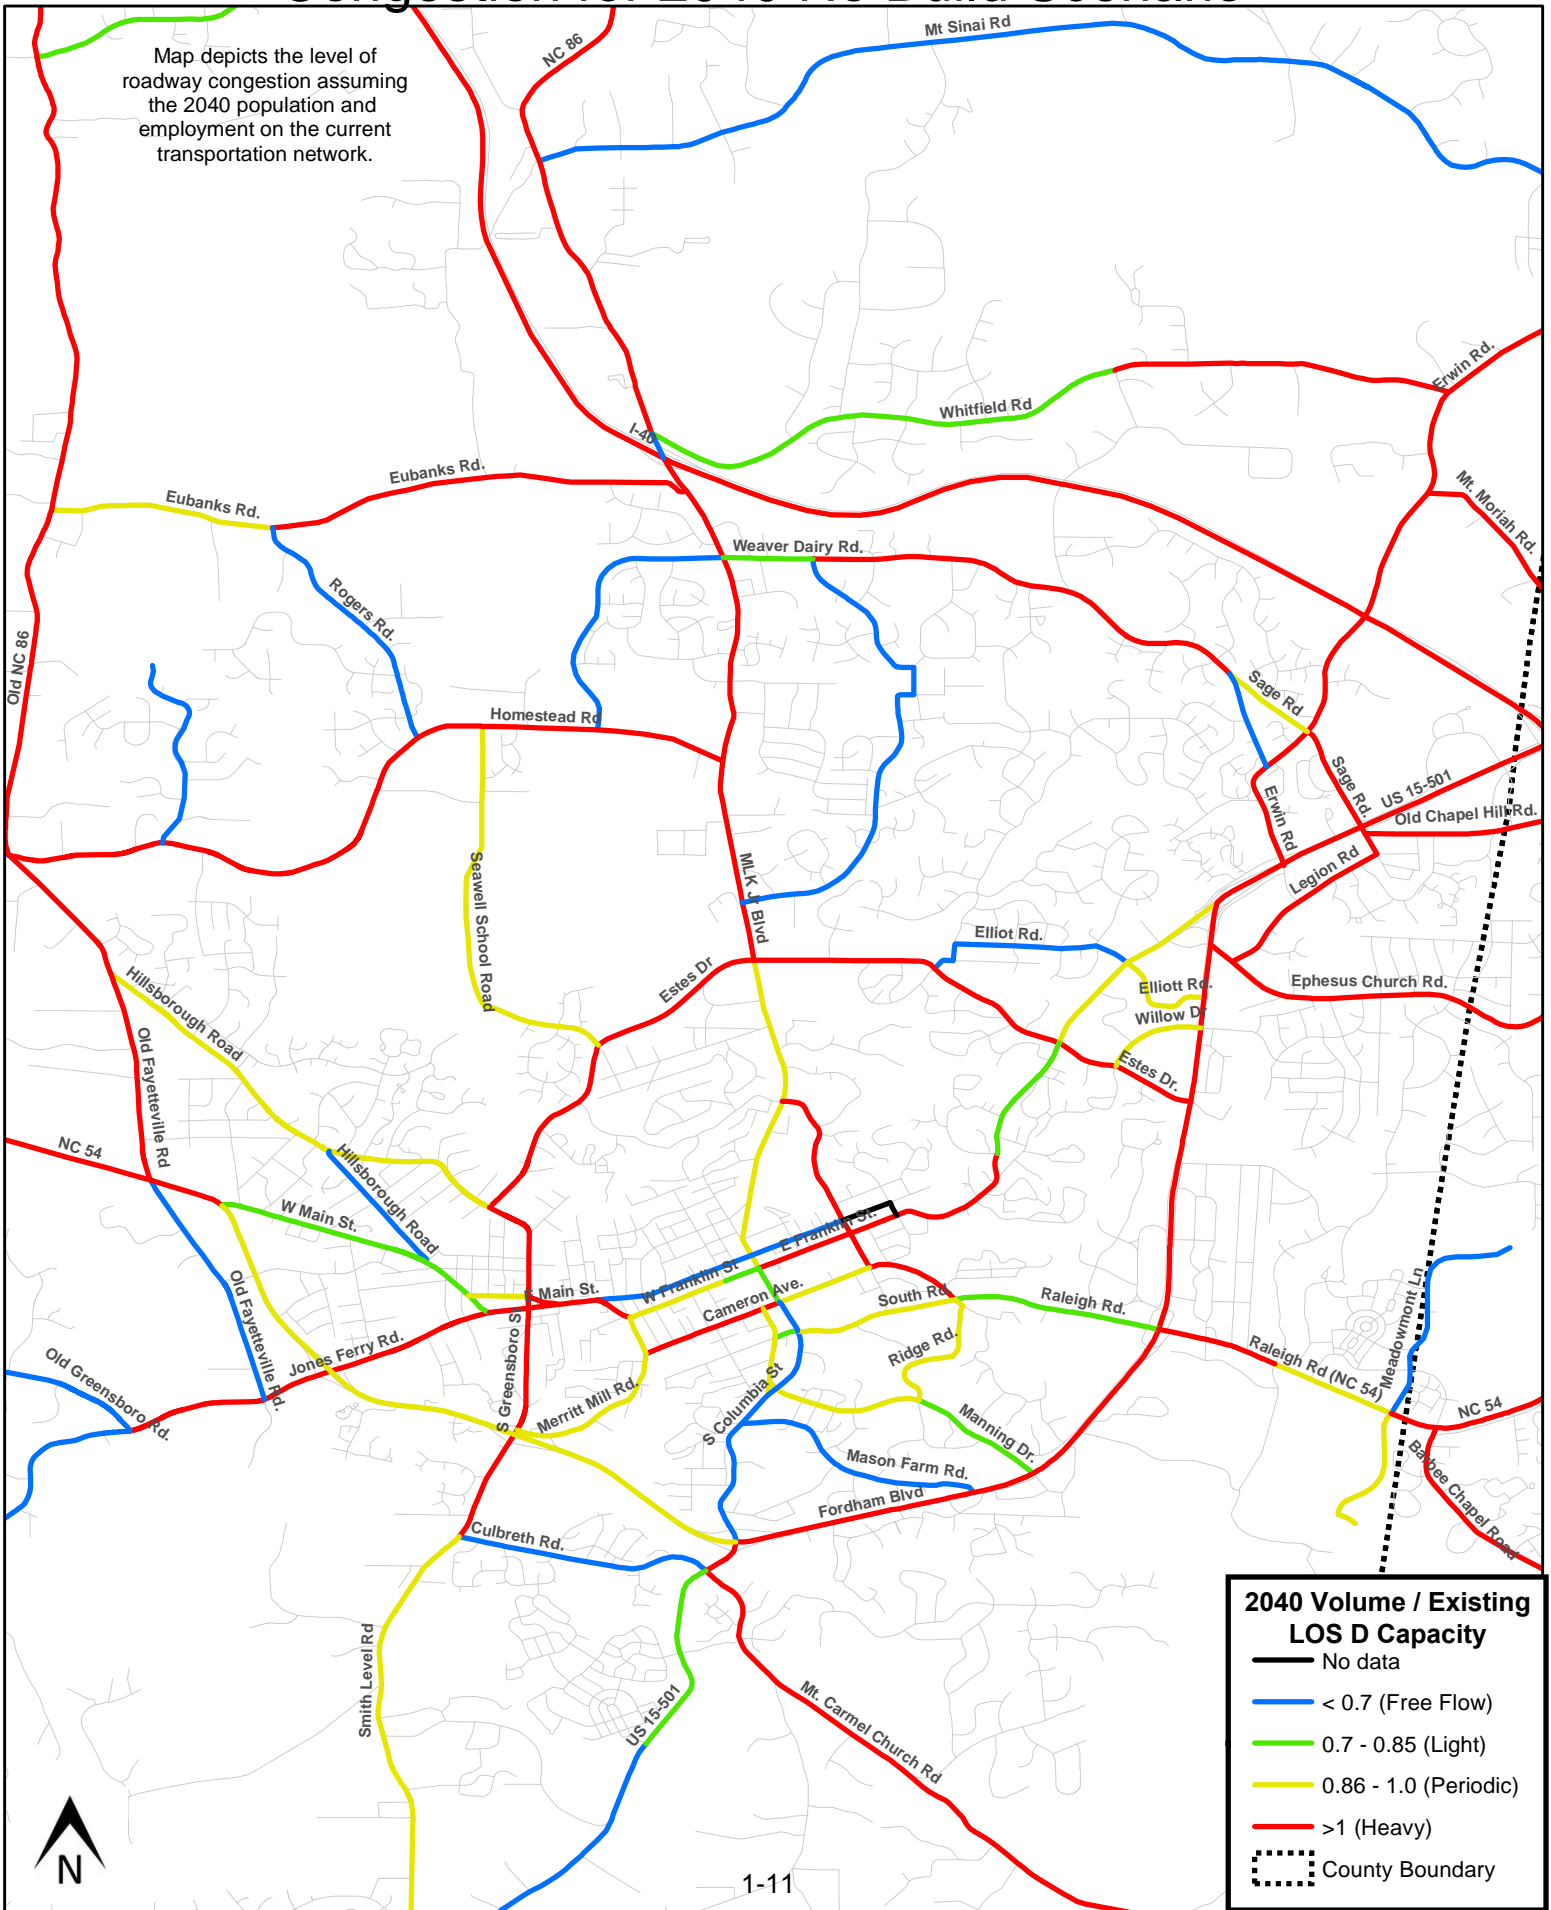 Congestion for 2040 No Build Scenario
Map depicts the level of
roadway congestion assuming
the 2040 population and
employment on the current
transportation network.
NC 86
Mt Sinai Rd
Erwin Rd.
Whitfield Rd
I-40
Eubanks Rd.
Eubanks Rd.
Mt. Moriah Rd.
Weaver Dairy Rd.
Rogers Rd.
Old NC 86
Sage Rd
Homestead Rd
Sage Rd.
US 15-501
Old Chapel Hill Rd.
Erwin Rd
Legion Rd
Seawell School Road
MLK Jr Blvd
Elliot Rd.
Estes Dr
Hillsborough Road
Elliott Rd.
Ephesus Church Rd.
Willow Dr
Old Fayetteville Rd
Estes Dr.
NC 54
Hillsborough Road
W Main St.
E Franklin St.
Old Fayetteville Rd.
E Main St.
W Franklin St
Cameron Ave.
South Rd
Raleigh Rd.
Meadowmont Ln
Jones Ferry Rd.
Ridge Rd.
Raleigh Rd (NC 54)
Old Greensboro Rd.
S Greensboro St
Merritt Mill Rd.
S Columbia St
Manning Dr.
NC 54
Mason Farm Rd.
Barbee Chapel Road
Fordham Blvd
Culbreth Rd.
Smith Level Rd
US 15-501
Mt. Carmel Church Rd
2040 Volume / Existing
LOS D Capacity
No data
< 0.7 (Free Flow)
0.7 - 0.85 (Light)
0.86 - 1.0 (Periodic)
>1 (Heavy)
County Boundary
N
1-11